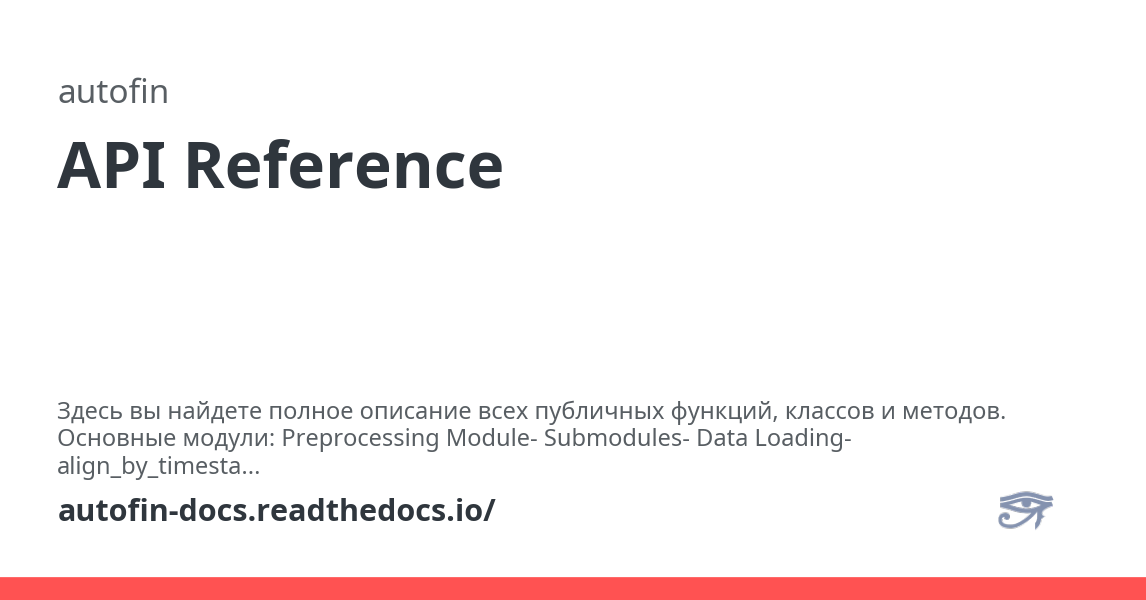 autofin
API Reference
Здесь вы найдете полное описание всех публичных функций, классов и методов.
Основные модули: Preprocessing Module- Submodules- Data Loading-
align_by_timesta...
autofin-docs.readthedocs.io/